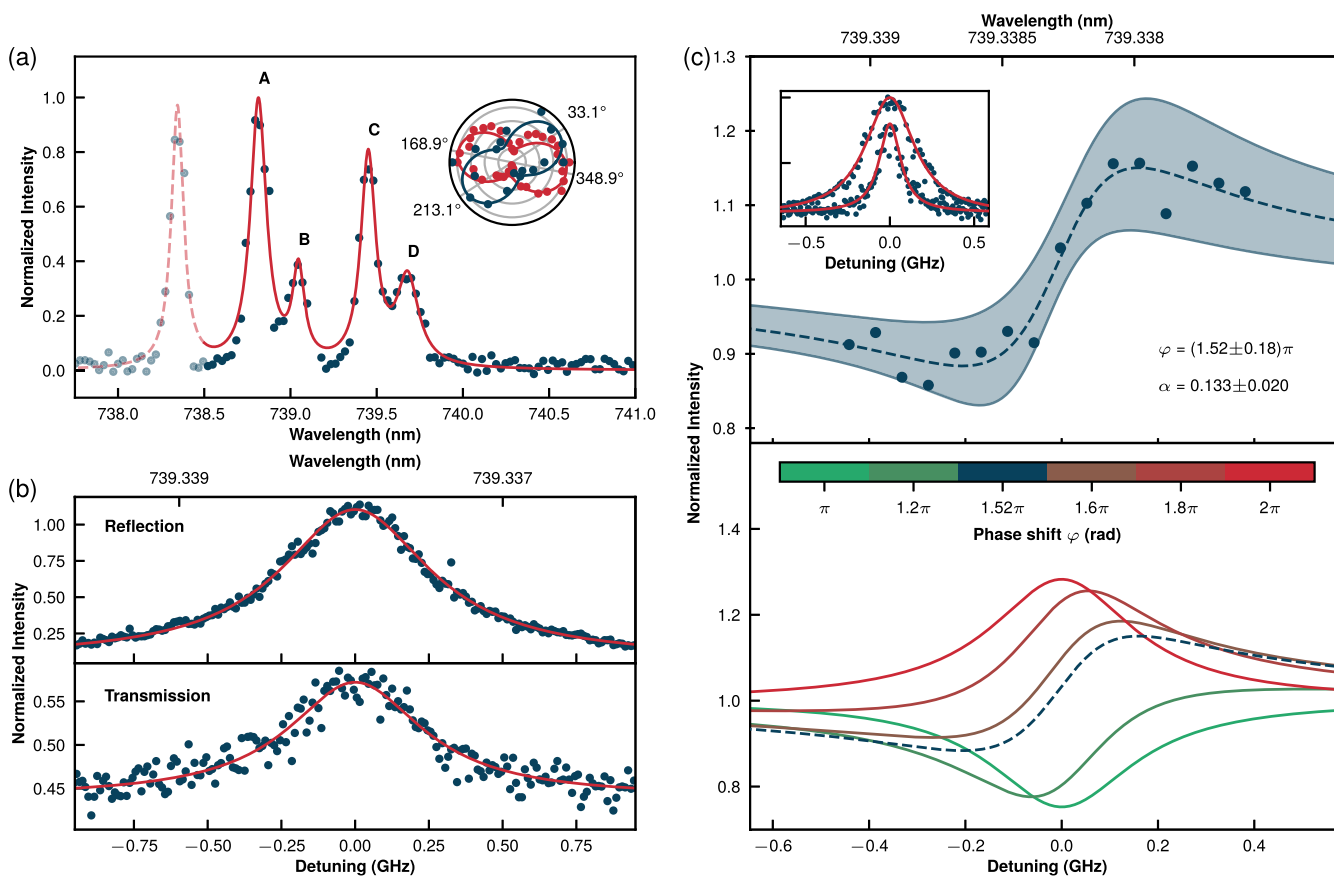 (a)
Normalized Intensity
1.0
0.8
0.6
0.4
0.2
0.0
A
B
C
D
33.1°
168.9°
348.9°
213.1°
738.0 738.5 739.0 739.5 740.0 740.5 741.0
Wavelength (nm)
(b)
Wavelength (nm)
739.339 739.337
Normalized Intensity
Reflection
1.00
0.75
0.50
0.25
Transmission
0.55
0.50
0.45
−0.75 −0.50 −0.25 0.00 0.25 0.50 0.75
Detuning (GHz)
(c)
Wavelength (nm)
739.339 739.3385 739.338
Normalized Intensity
1.3
1.2
1.1
1.0
0.9
0.8
−0.5 0.0 0.5
Detuning (GHz)
φ = (1.52±0.18)π
α = 0.133±0.020
π 1.2π 1.52π 1.6π 1.8π 2π
Phase shift φ (rad)
1.4
1.2
1.0
0.8
−0.6 −0.4 −0.2 0.0 0.2 0.4
Detuning (GHz)